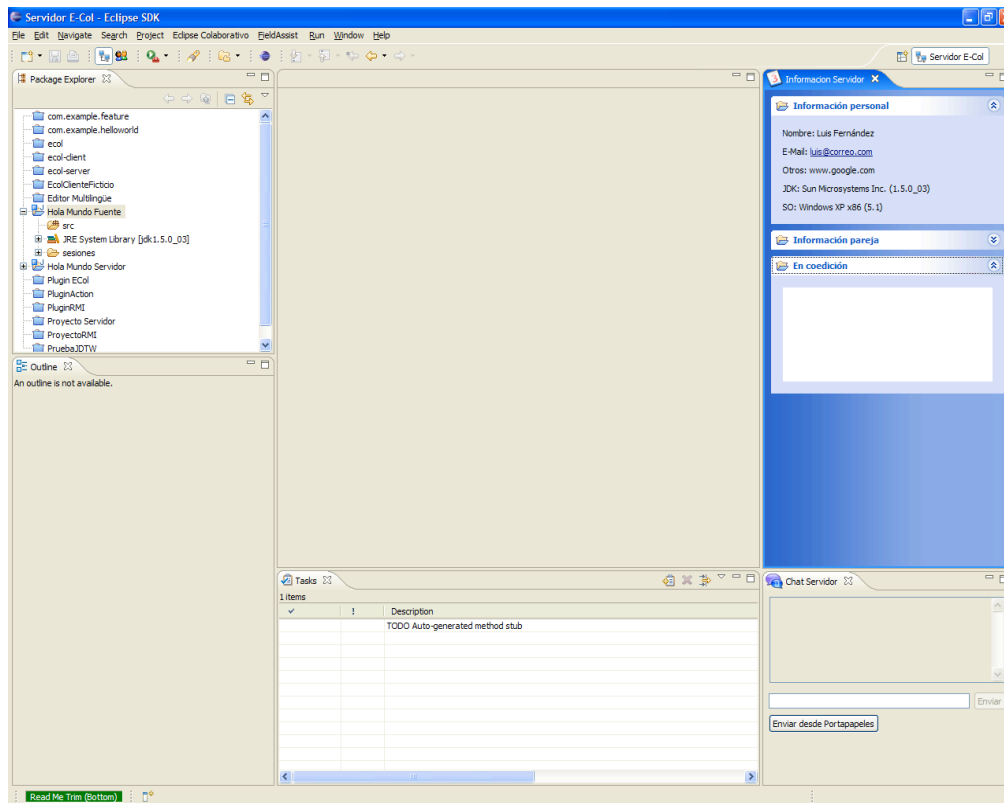 Servidor E-Col - Eclipse SDK
File Edit Navigate Search Project Eclipse Colaborativo FieldAssist Run Window Help
Servidor E-Col
Package Explorer
com.example.feature
com.example.helloworld
ecol
ecol-client
ecol-server
EcolClienteFicticio
Editor Multilingüe
Hola Mundo Fuente
src
JRE System Library [jdk1.5.0_03]
sesiones
Hola Mundo Servidor
Plugin ECol
PluginAction
PluginRMI
Proyecto Servidor
ProyectoRMI
PruebaJDTW
Outline
An outline is not available.
Informacion Servidor
Información personal
Nombre: Luis Fernández
E-Mail: luis@correo.com
Otros: www.google.com
JDK: Sun Microsystems Inc. (1.5.0_03)
SO: Windows XP x86 (5.1)
Información pareja
En coedición
Tasks
1 items
! Description
TODO Auto-generated method stub
Chat Servidor
Enviar
Enviar desde Portapapeles
Read Me Trim (Bottom)